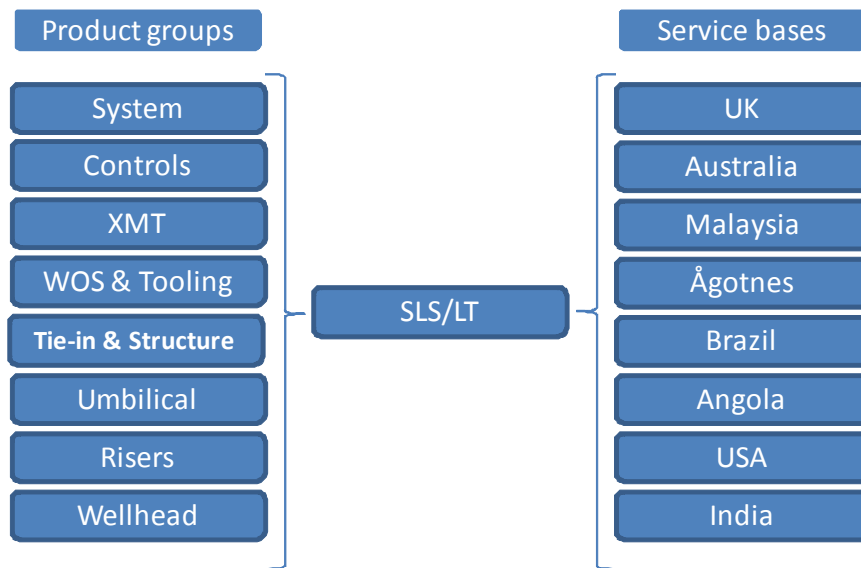 Product groups
System
Controls
XMT
WOS & Tooling
Tie-in & Structure
Umbilical
Risers
Wellhead
SLS/LT
Service bases
UK
Australia
Malaysia
Ågotnes
Brazil
Angola
USA
India